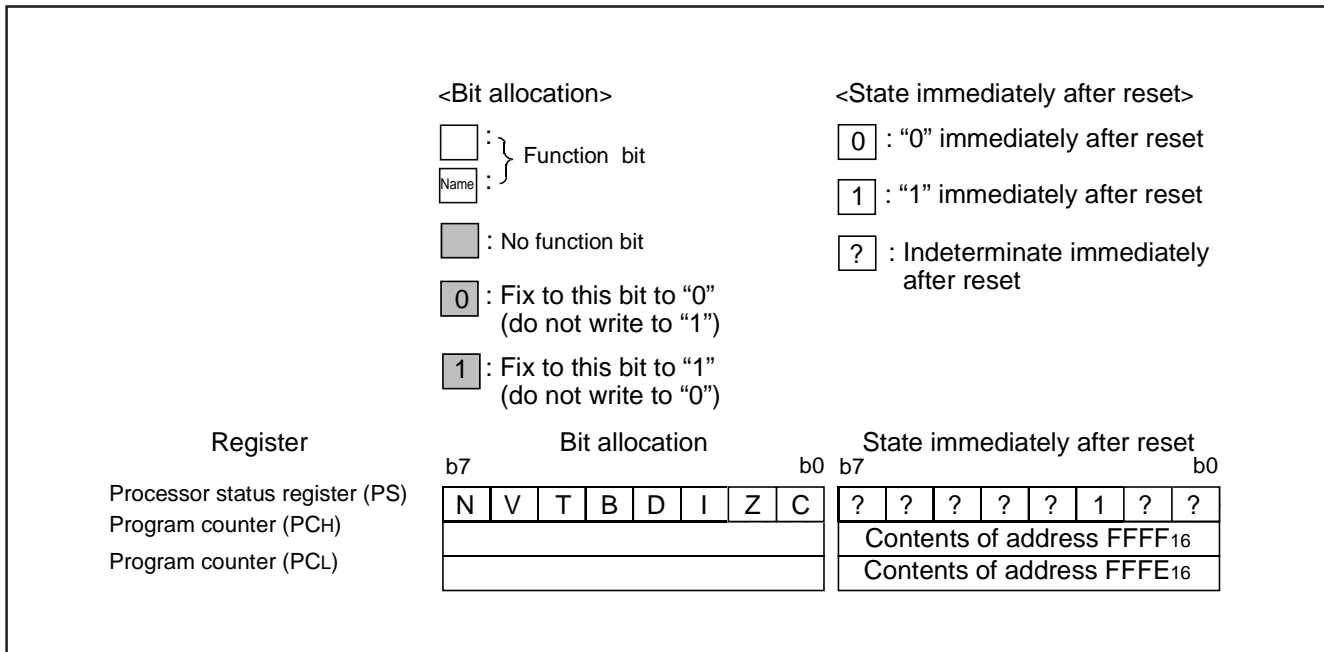 <Bit allocation>
:
Function bit
Name :
: No function bit
0 : Fix to this bit to “0”
(do not write to “1”)
1 : Fix to this bit to “1”
(do not write to “0”)
<State immediately after reset>
0 : “0” immediately after reset
1 : “1” immediately after reset
? : Indeterminate immediately
after reset
Register Bit allocation State immediately after reset
b7 b0 b7 b0
Processor status register (PS) N V T B D I Z C ? ? ? ? ? 1 ? ?
Program counter (PCH) Contents of address FFFF16
Program counter (PCL) Contents of address FFFE16